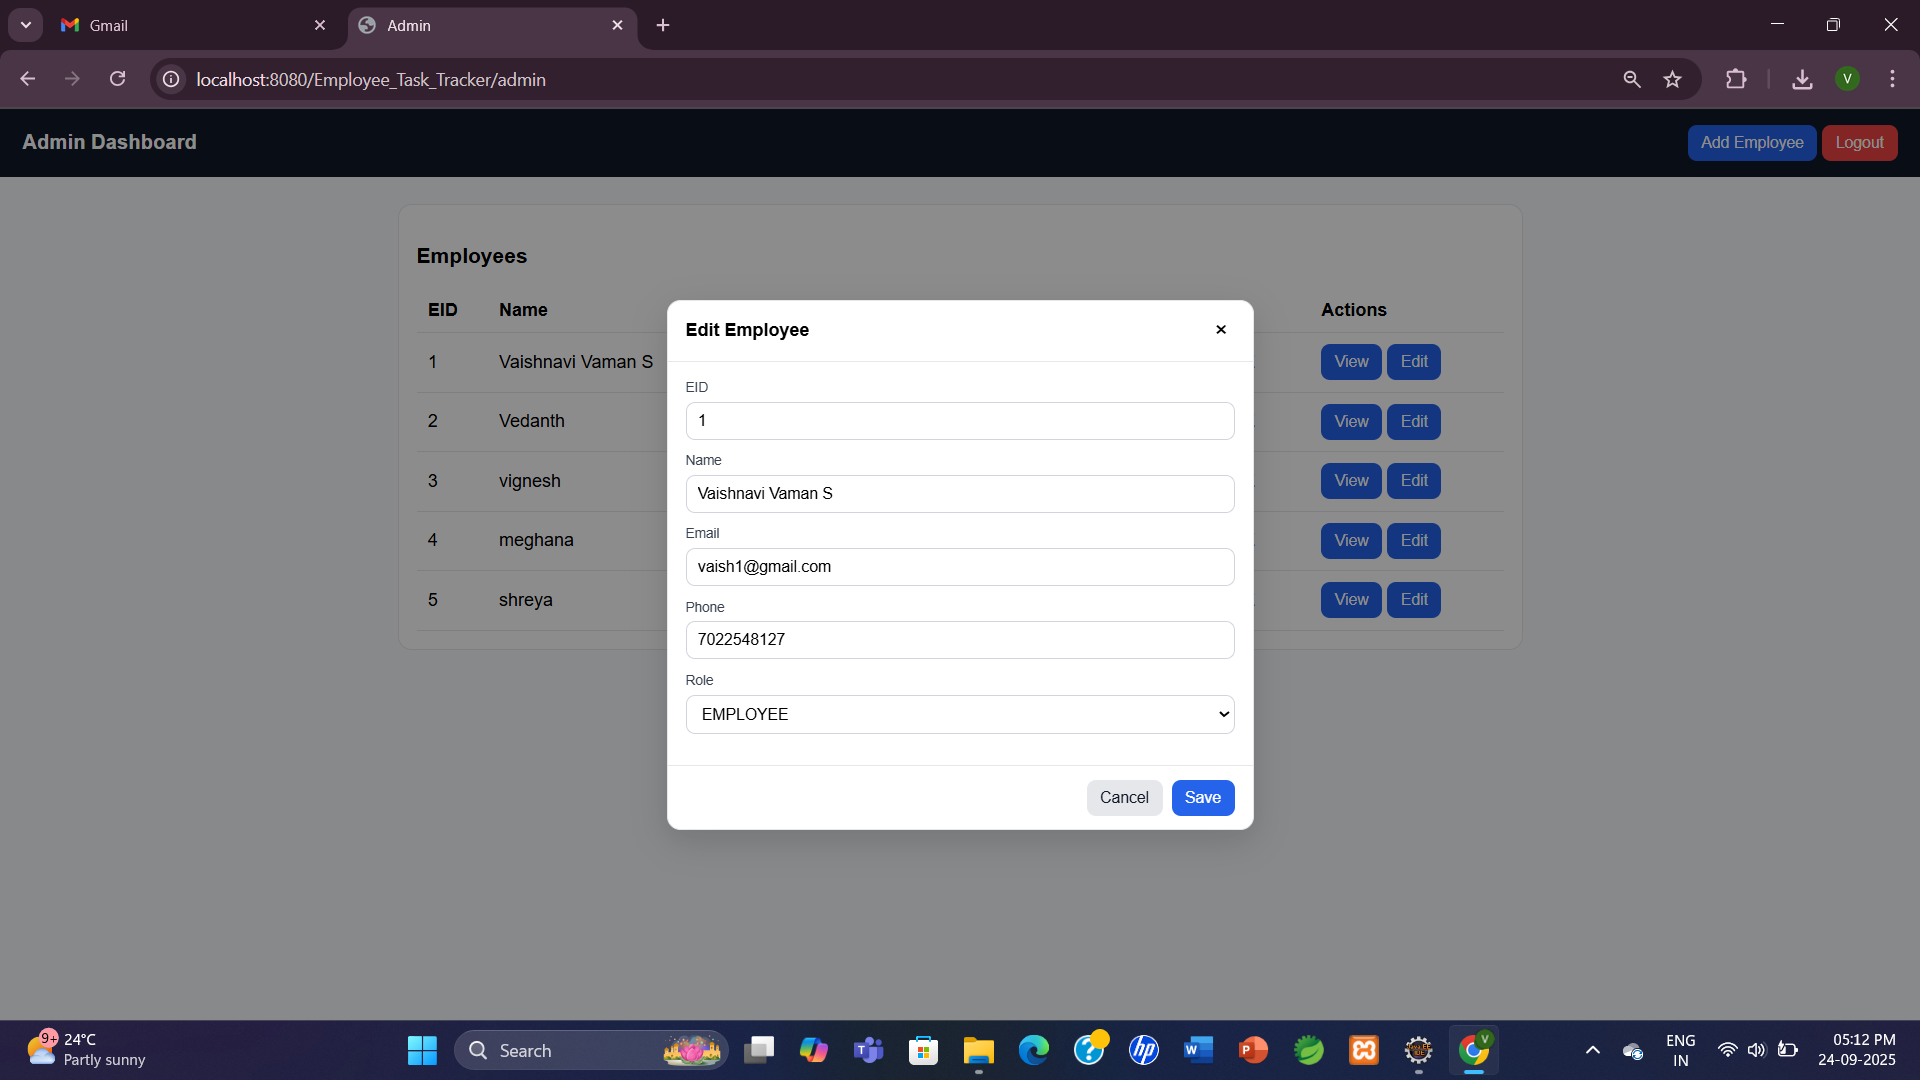 Gmail
Admin
localhost:8080/Employee_Task_Tracker/admin
V
Admin Dashboard
Add Employee
Logout
Employees
EID Name Actions
1 Vaishnavi Vaman S View Edit
2 Vedanth View Edit
3 vignesh View Edit
4 meghana View Edit
5 shreya View Edit
Edit Employee
EID
1
Name
Vaishnavi Vaman S
Email
vaish1@gmail.com
Phone
7022548127
Role
EMPLOYEE
Cancel Save
9+
24°C
Partly sunny
Search
ENG
IN
05:12 PM
24-09-2025